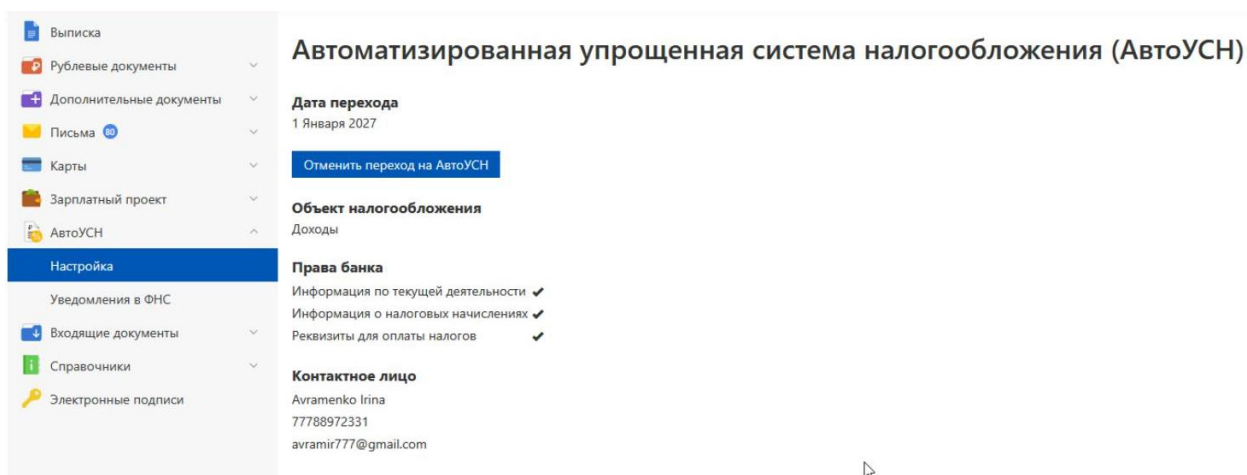 Выписка
Рублевые документы
Дополнительные документы
Письма 80
Карты
Зарплатный проект
АвтоУСН
Настройка
Уведомления в ФНС
Входящие документы
Справочники
Электронные подписи
Автоматизированная упрощенная система налогообложения (АвтоУСН)
Дата перехода
1 Января 2027
Отменить переход на АвтоУСН
Объект налогообложения
Доходы
Права банка
Информация по текущей деятельности ✔
Информация о налоговых начислениях ✔
Реквизиты для оплаты налогов ✔
Контактное лицо
Avramenko Irina
77788972331
avramir777@gmail.com